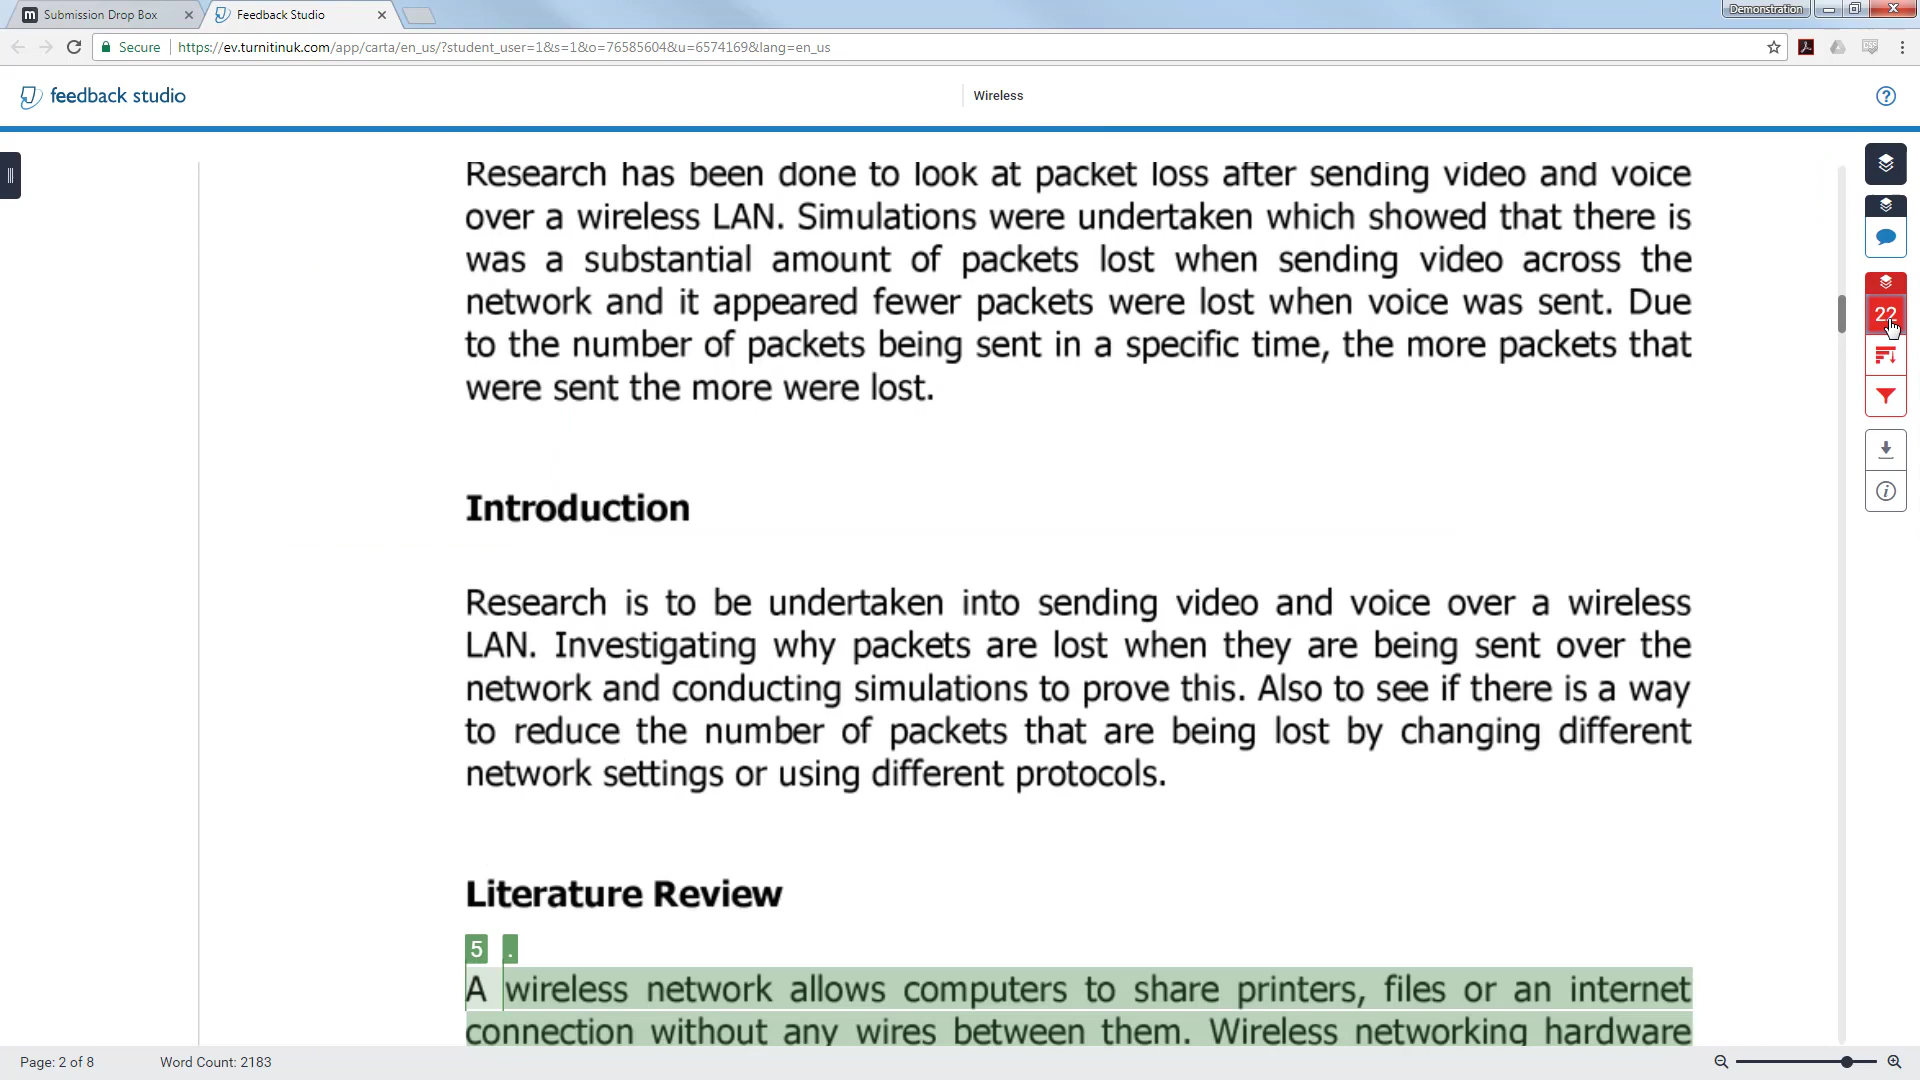 Submission Drop Box
Feedback Studio
Demonstration
Secure
https://ev.turnitinuk.com/app/carta/en_us/?student_user=1&s=1&o=76585604&u=6574169&lang=en_us
CSS
feedback studio
Wireless
Research has been done to look at packet loss after sending video and voice
over a wireless LAN. Simulations were undertaken which showed that there is
was a substantial amount of packets lost when sending video across the
network and it appeared fewer packets were lost when voice was sent. Due
to the number of packets being sent in a specific time, the more packets that
were sent the more were lost.
22
Introduction
Research is to be undertaken into sending video and voice over a wireless
LAN. Investigating why packets are lost when they are being sent over the
network and conducting simulations to prove this. Also to see if there is a way
to reduce the number of packets that are being lost by changing different
network settings or using different protocols.
Literature Review
5 .
A wireless network allows computers to share printers, files or an internet
connection without any wires between them. Wireless networking hardware
Page: 2 of 8
Word Count: 2183